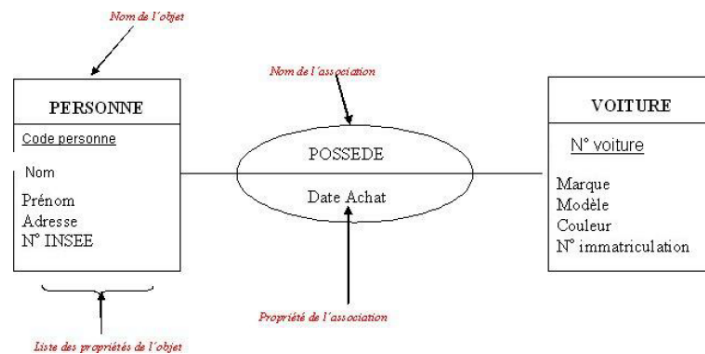 Nom de l'objet
Nom de l'association
PERSONNE
Code personne
Nom
Prénom
Adresse
N° INSEE
POSSEDE
Date Achat
VOITURE
N° voiture
Marque
Modèle
Couleur
N° immatriculation
Propriété de l'association
Liste des propriétés de l'objet